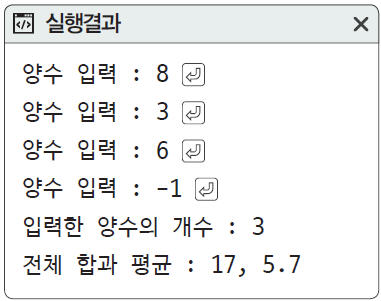 실행결과
양수 입력 : 8
양수 입력 : 3
양수 입력 : 6
양수 입력 : -1
입력한 양수의 개수 : 3
전체 합과 평균 : 17, 5.7